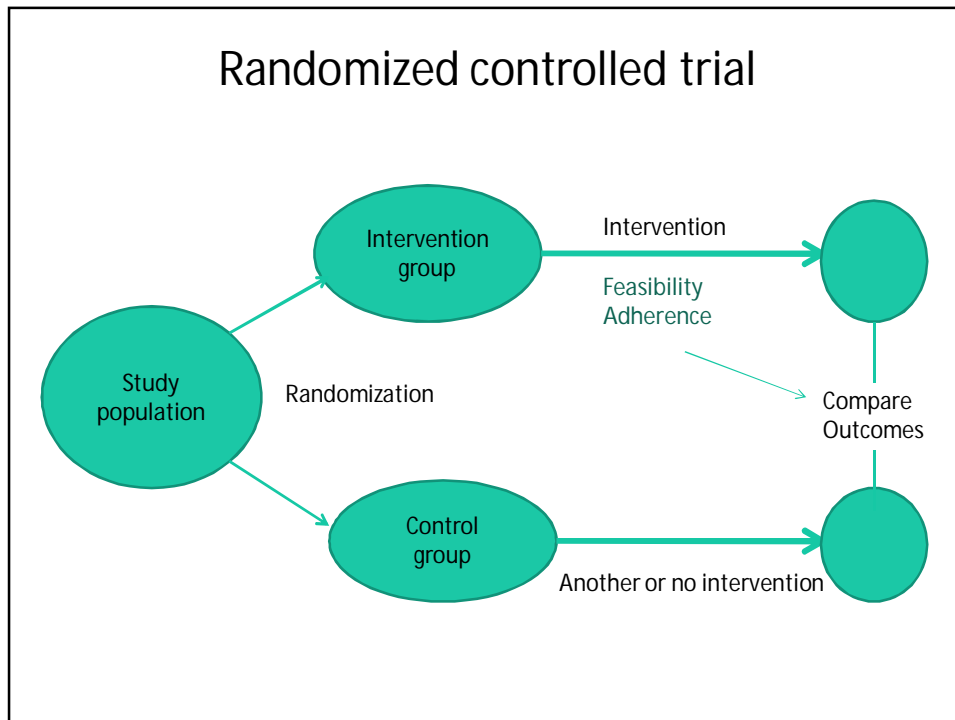 Randomized controlled trial
Intervention
group
Intervention
Feasibility
Adherence
Study
population
Randomization
Compare
Outcomes
Control
group
Another or no intervention